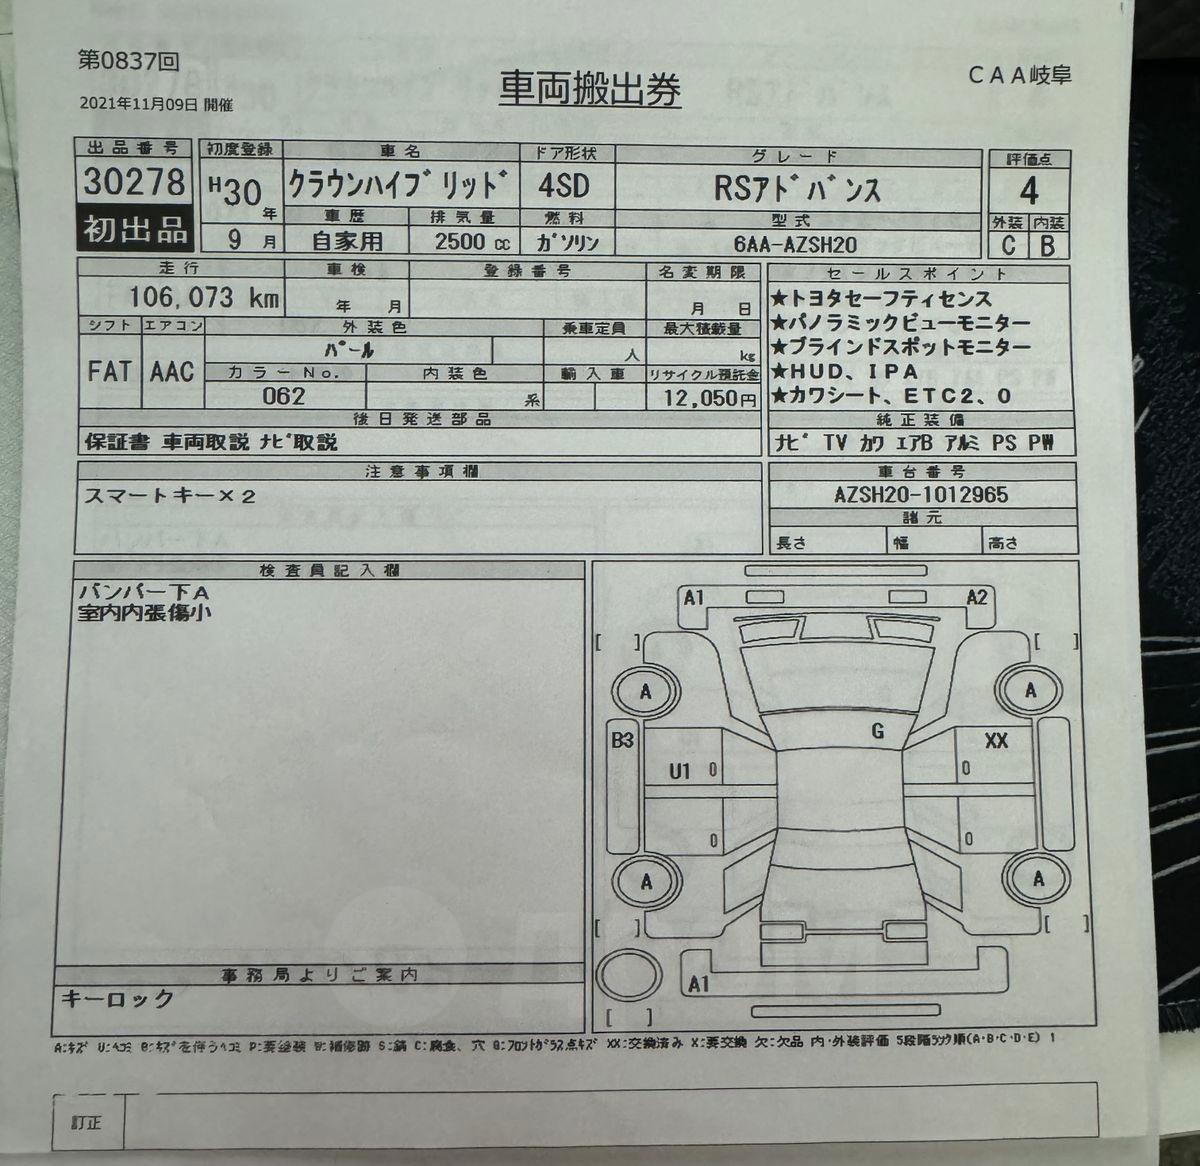 第0837回
2021年11月09日 開催
車両搬出券
CAA岐阜
出品番号
30278
初出品
初度登録
H30年
9月
車名
クラウンハイブリッド
車歴
自家用
排気量
2500 cc
ドア形状
4SD
燃料
ガソリン
グレード
RSアドバンス
型式
6AA-AZSH20
評価点
4
外装 内装
C B
走行
106,073 km
車検
年 月
登録番号
名変期限
月 日
シフト
FAT
エアコン
AAC
外装色
パール
カラーNo.
062
内装色
系
乗車定員
人
輸入車
最大積載量
kg
リサイクル預託金
12,050円
セールスポイント
★トヨタセーフティセンス
★パノラミックビューモニター
★ブラインドスポットモニター
★HUD、IPA
★カワシート、ETC2.0
純正装備
ナビ TV カワ エアB アルミ PS PW
後日発送部品
保証書 車両取説 ナビ取説
注意事項欄
スマートキー×2
車台番号
AZSH20-1012965
諸元
長さ 幅 高さ
検査員記入欄
バンパー下A
室内内張傷小
A1 A2
[ ] [ ]
A A
G
B3 XX
U1 0 0
0 0
A A
[ ] [ ]
A1
[ ]
事務局よりご案内
キーロック
A:キズ U:ヘコミ B:キズを伴うヘコミ P:要塗装 W:補修跡 S:錆 C:腐食、穴 G:フロントガラス点キズ XX:交換済み X:要交換 欠:欠品 内・外装評価 5段階ランク順(A・B・C・D・E) 1
訂正